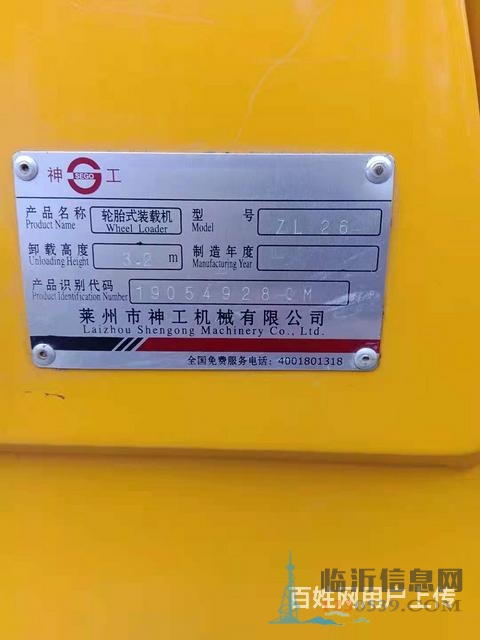 神 SEGO 工
产品名称 轮胎式装载机 型号 ZL 26
Product Name Wheel Loader Model
卸载高度 3.2 m 制造年度
Unloading Height Manufacturing Year
产品识别代码 19054928QM
Product Identification Number
莱州市神工机械有限公司
Laizhou Shengong Machinery Co., Ltd.
全国免费服务电话：4001801318
临沂信息网
0539.COM
百姓网用户上传